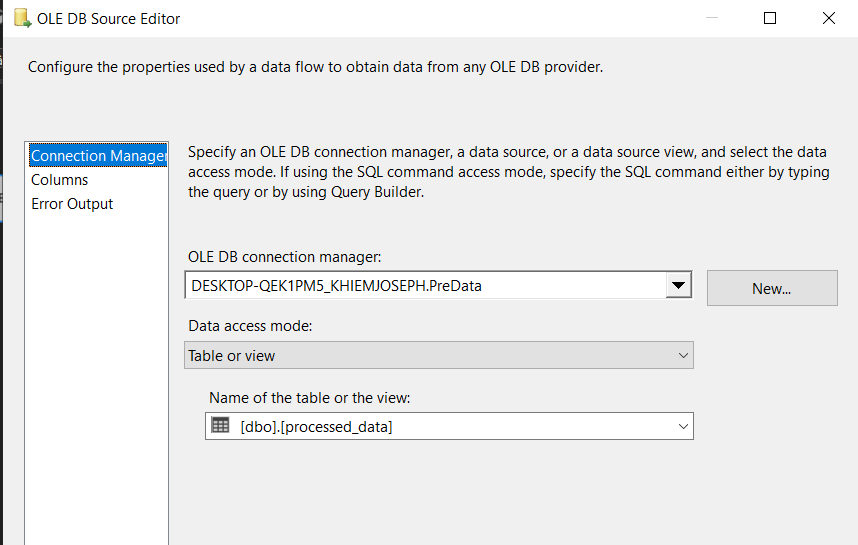 OLE DB Source Editor
Configure the properties used by a data flow to obtain data from any OLE DB provider.
Connection Manager
Columns
Error Output
Specify an OLE DB connection manager, a data source, or a data source view, and select the data
access mode. If using the SQL command access mode, specify the SQL command either by typing
the query or by using Query Builder.
OLE DB connection manager:
DESKTOP-QEK1PM5_KHIEMJOSEPH.PreData
New...
Data access mode:
Table or view
Name of the table or the view:
[dbo].[processed_data]